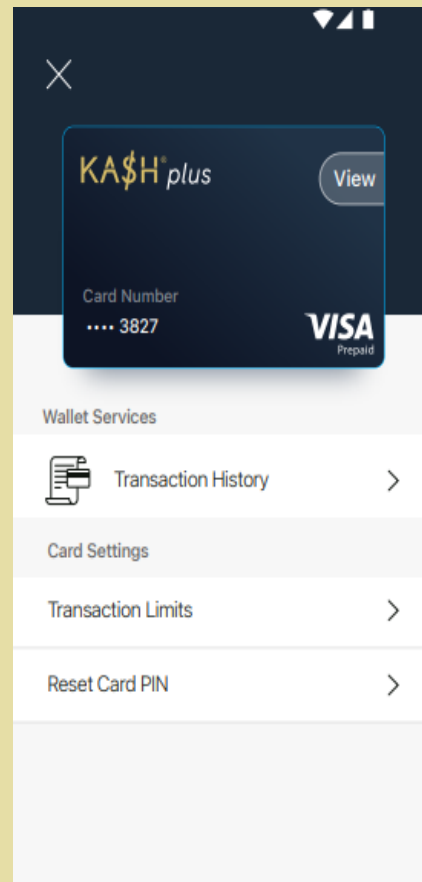 KA$H® plus
View
Card Number
•••• 3827
VISA
Prepaid
Wallet Services
Transaction History
Card Settings
Transaction Limits
Reset Card PIN